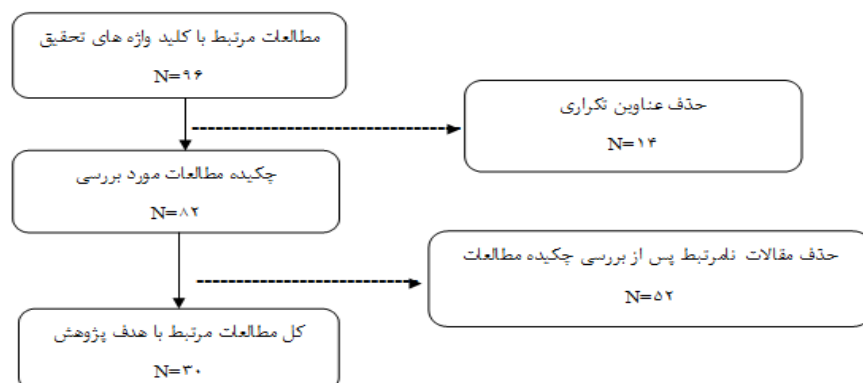 مطالعات مرتبط با کلید واژه های تحقیق
N=۹۶
حذف عناوین تکراری
N=۱۴
چکیده مطالعات مورد بررسی
N=۸۲
حذف مقالات نامرتبط پس از بررسی چکیده مطالعات
N=۵۲
کل مطالعات مرتبط با هدف پژوهش
N=۳۰